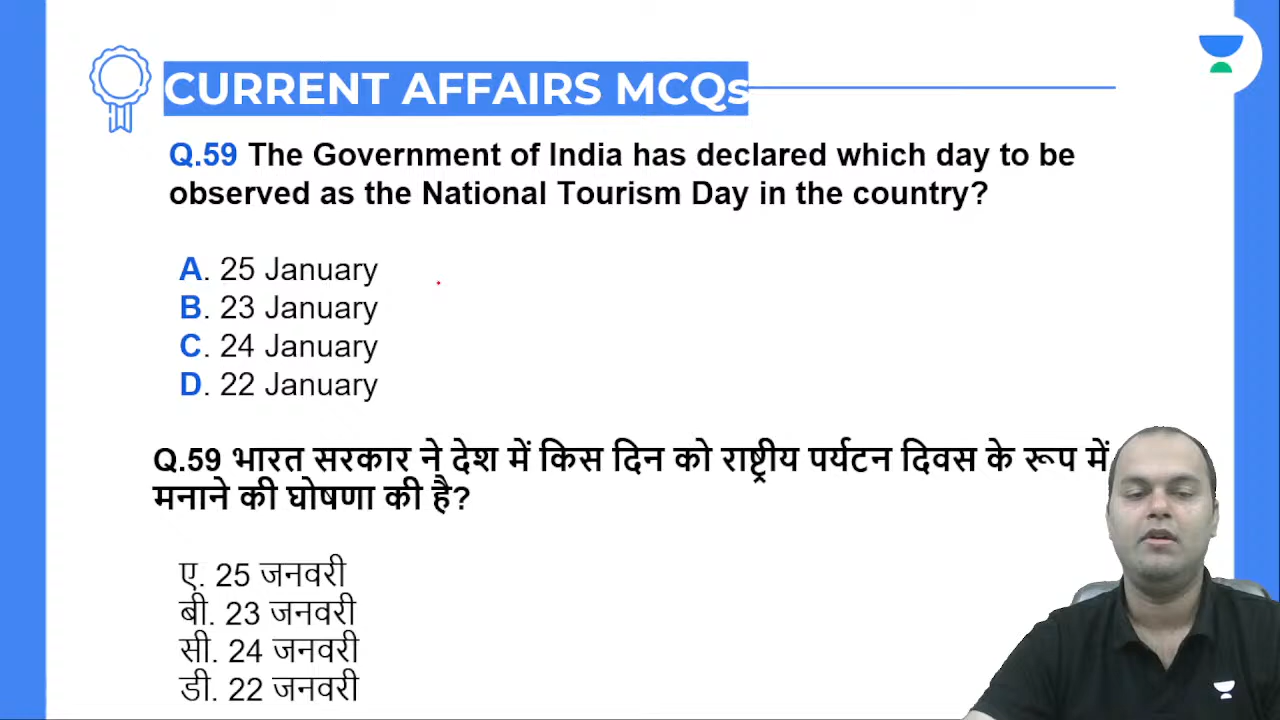 CURRENT AFFAIRS MCQs
Q.59 The Government of India has declared which day to be
observed as the National Tourism Day in the country?
A. 25 January
B. 23 January
C. 24 January
D. 22 January
Q.59 भारत सरकार ने देश में किस दिन को राष्ट्रीय पर्यटन दिवस के रूप में
मनाने की घोषणा की है?
ए. 25 जनवरी
बी. 23 जनवरी
सी. 24 जनवरी
डी. 22 जनवरी